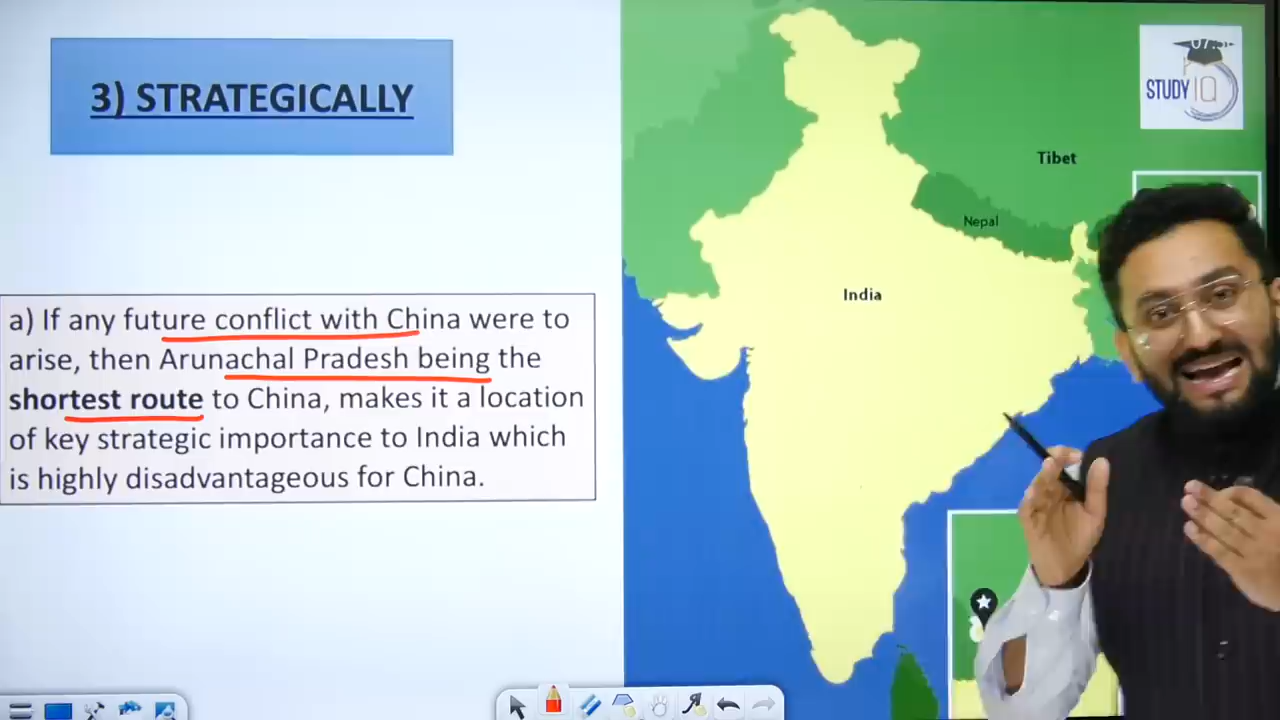 3) STRATEGICALLY
a) If any future conflict with China were to
arise, then Arunachal Pradesh being the
shortest route to China, makes it a location
of key strategic importance to India which
is highly disadvantageous for China.
Tibet
Nepal
India
STUDY IQ